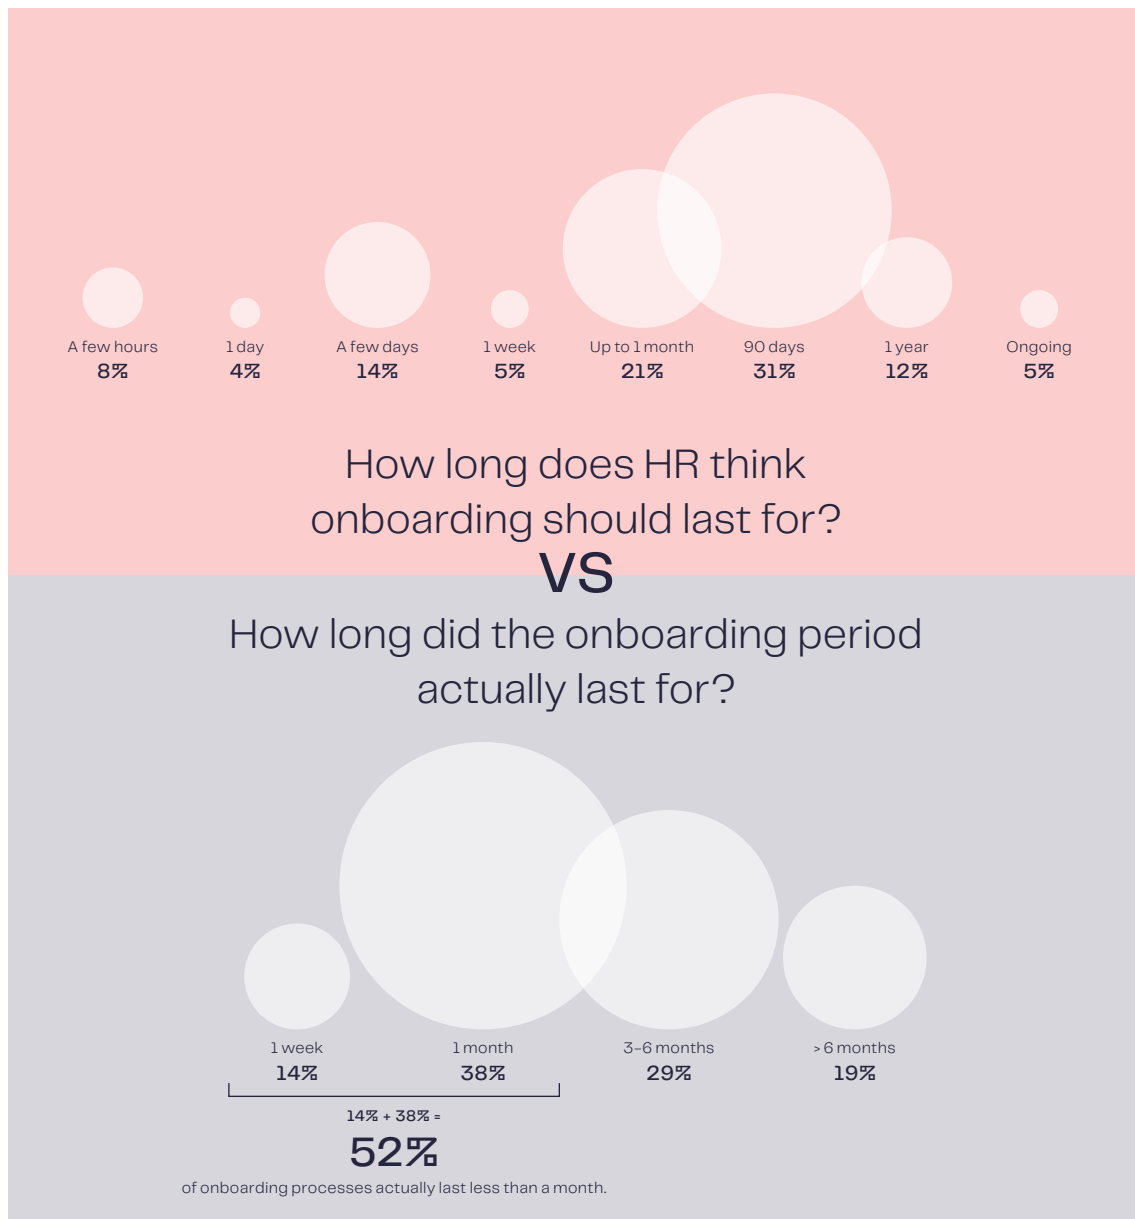 A few hours
8%
1 day
4%
A few days
14%
1 week
5%
Up to 1 month
21%
90 days
31%
1 year
12%
Ongoing
5%
How long does HR think
onboarding should last for?
VS
How long did the onboarding period
actually last for?
1 week
14%
1 month
38%
3-6 months
29%
> 6 months
19%
14% + 38% =
52%
of onboarding processes actually last less than a month.